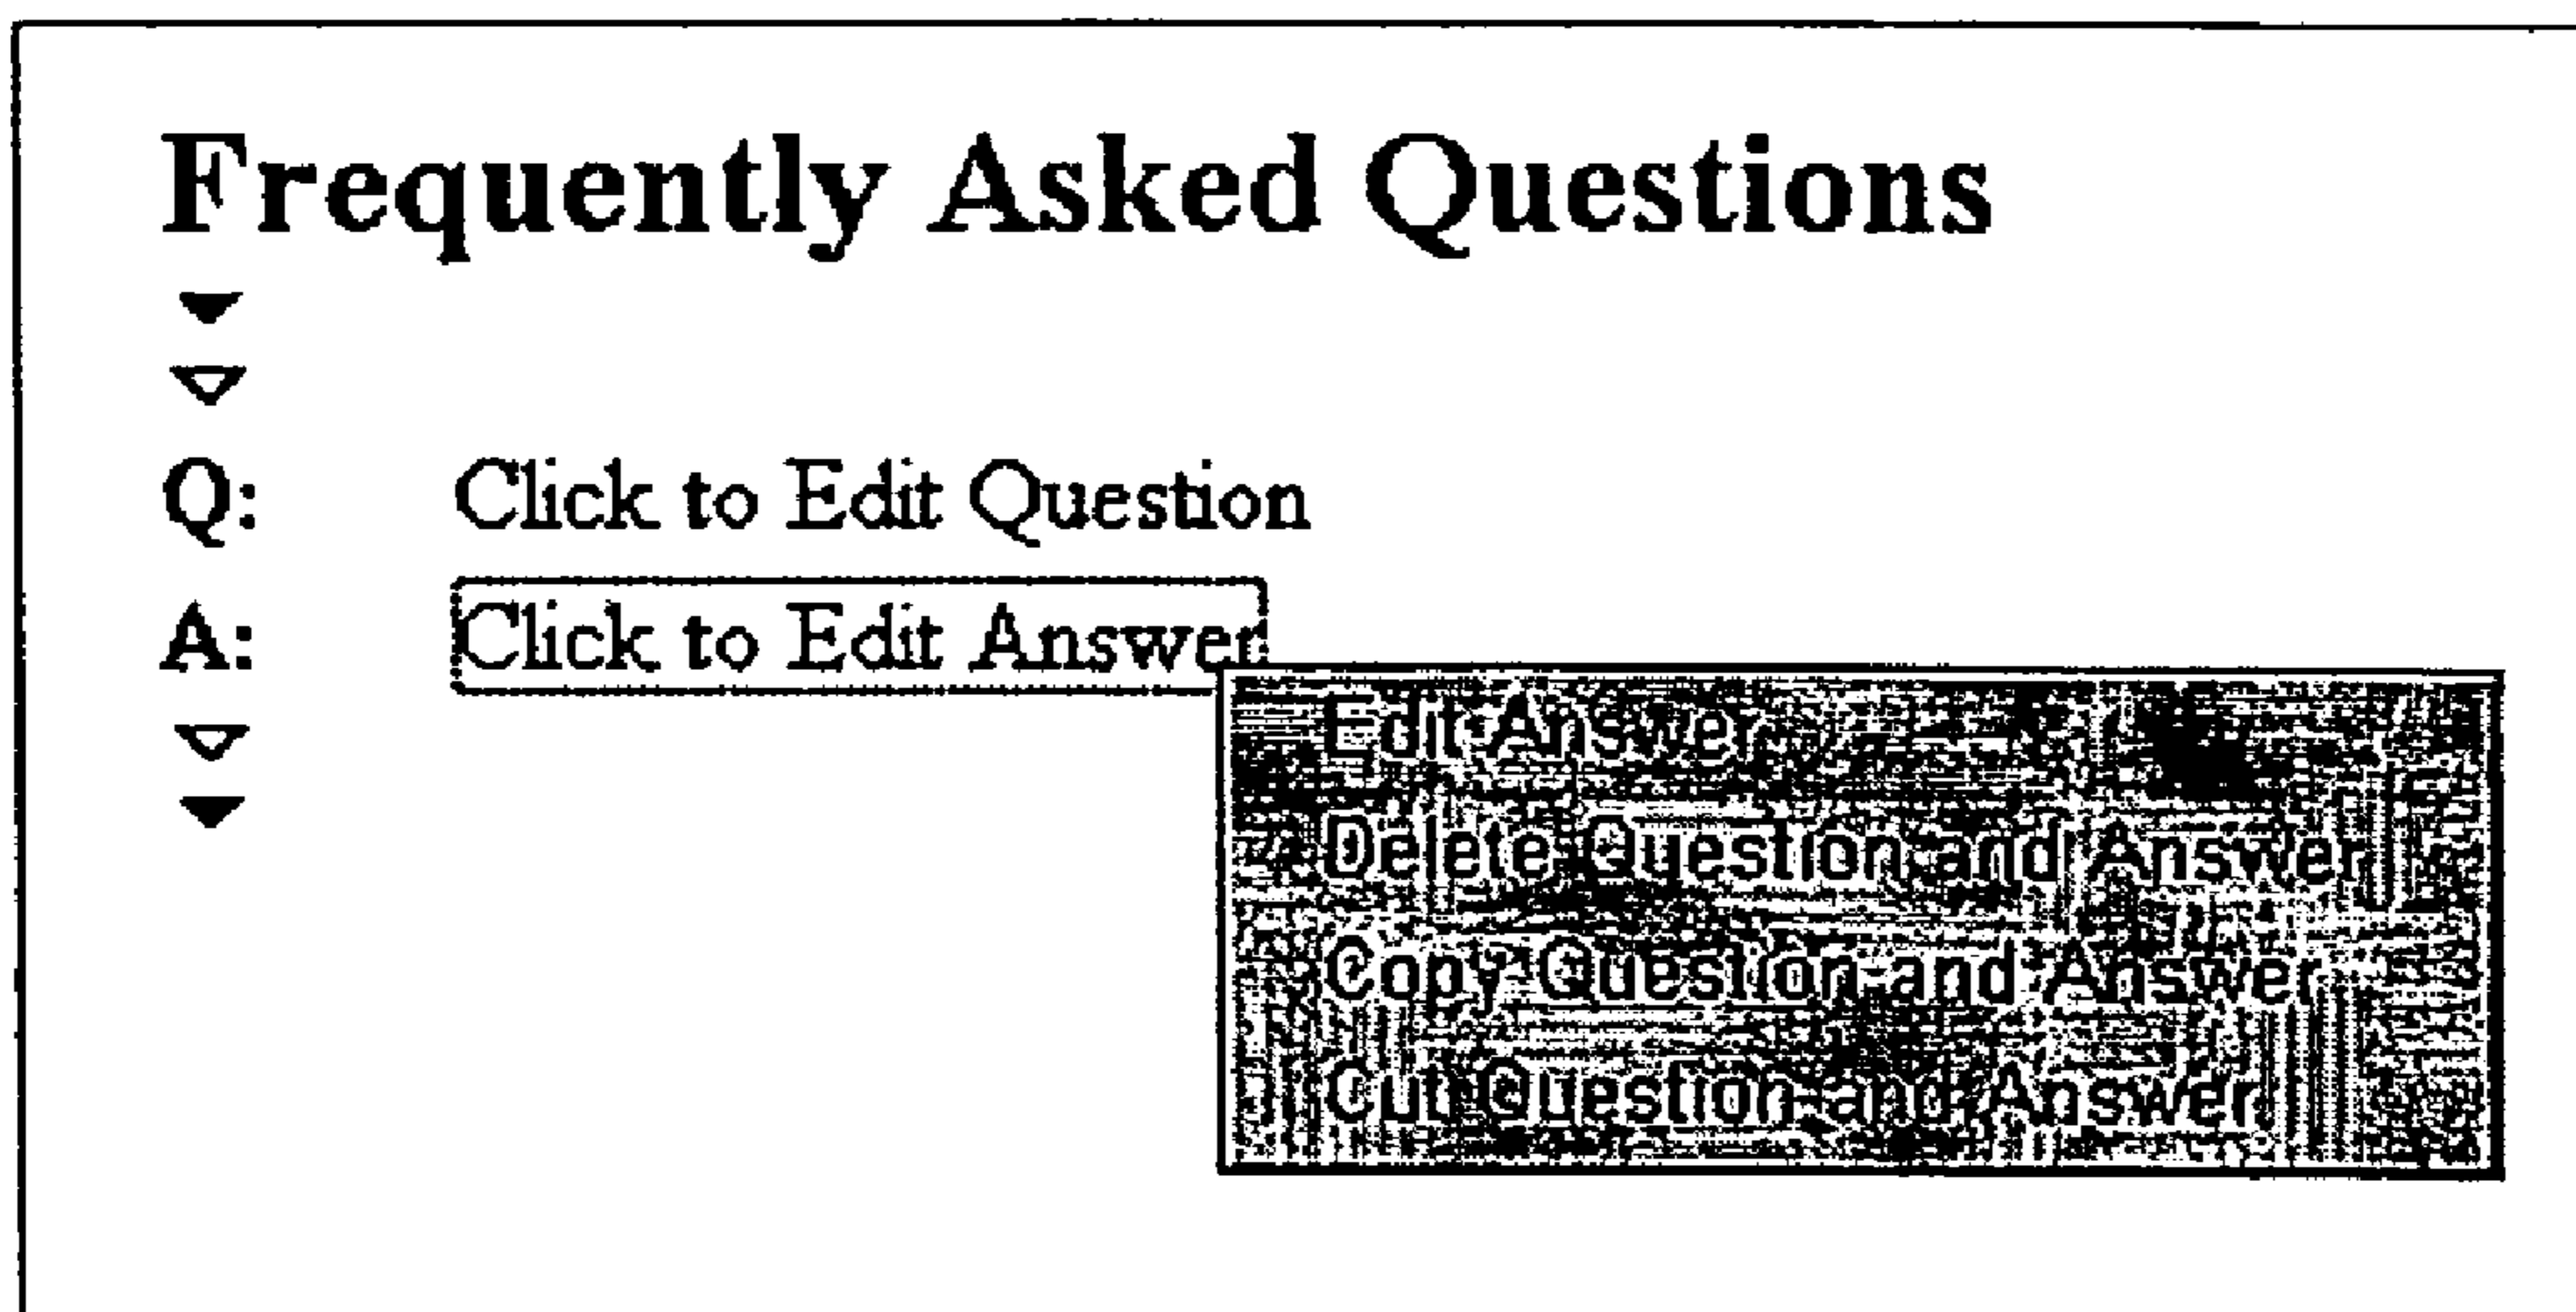 Frequently Asked Questions
Q: Click to Edit Question
A: Click to Edit Answer
Edit Answer
Delete Question and Answer
Copy Question and Answer
Cut Question and Answer